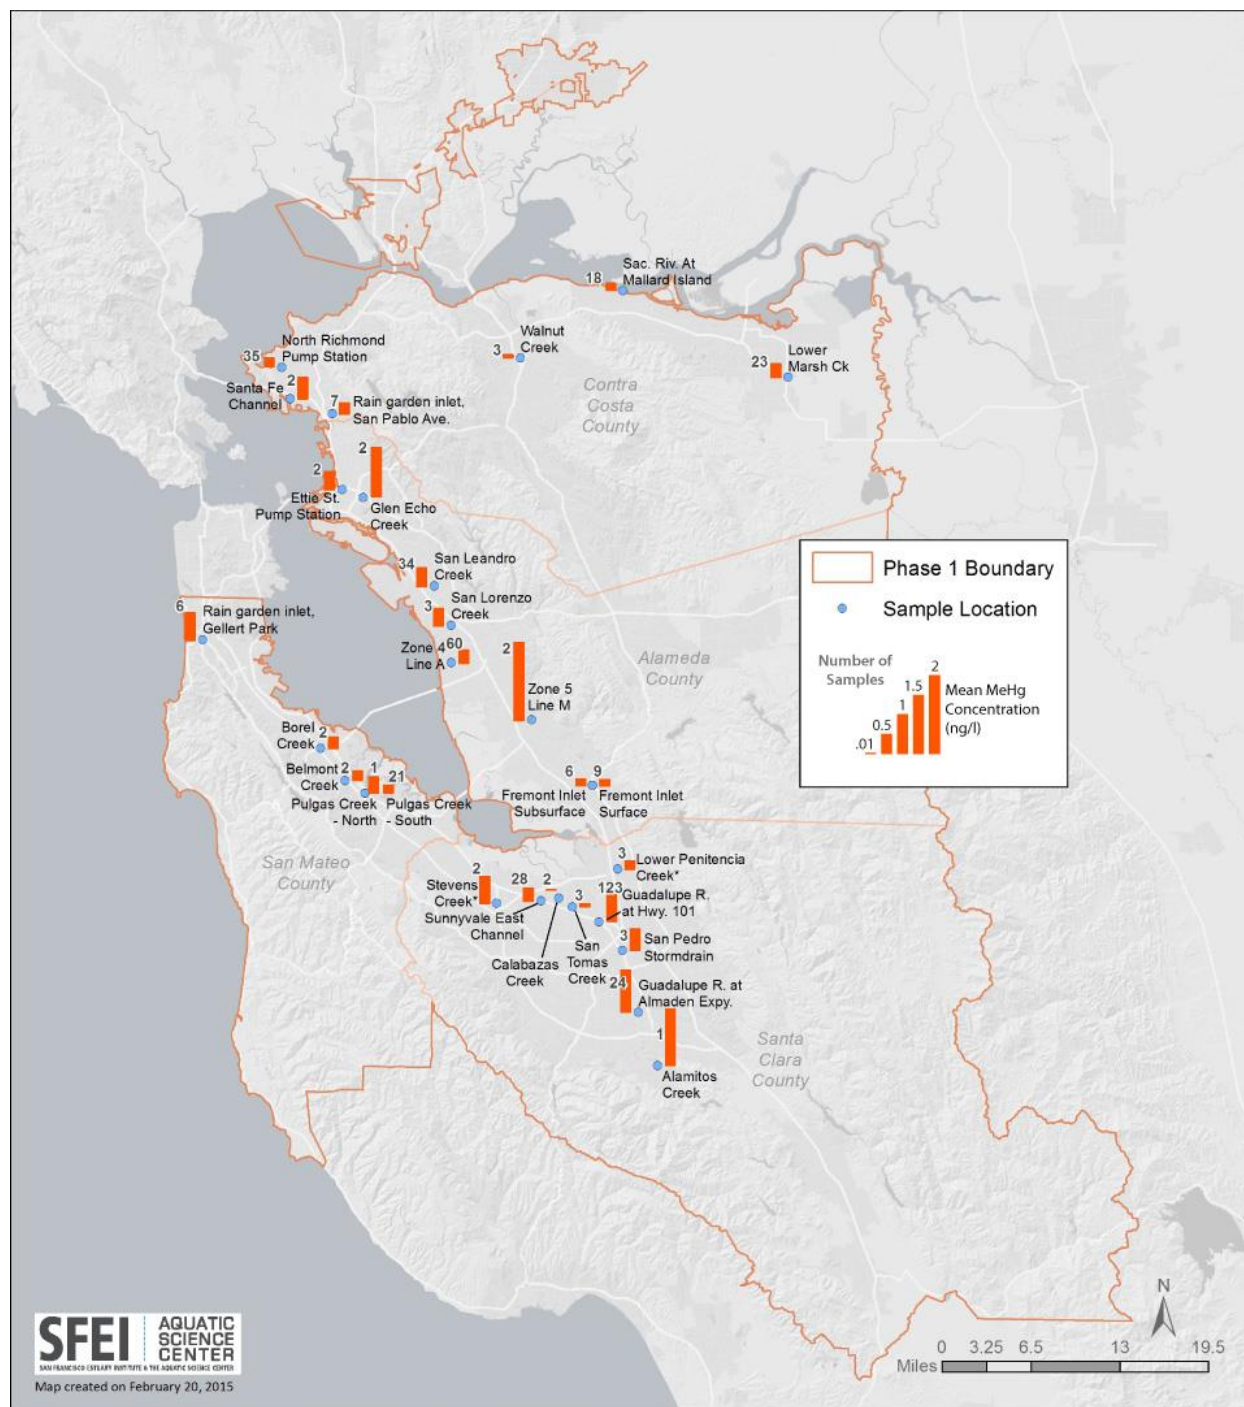 18
Sac. Riv. At
Mallard Island
North Richmond
Pump Station
35
3
Walnut
Creek
23
Lower
Marsh Ck
Santa Fe
Channel
2
7
Rain garden inlet,
San Pablo Ave.
Contra
Costa
County
2
2
Ettie St.
Pump Station
Glen Echo
Creek
34
San Leandro
Creek
3
San Lorenzo
Creek
6
Rain garden inlet,
Gellert Park
Zone 4
Line A
60
2
Zone 5
Line M
Alameda
County
Phase 1 Boundary
Sample Location
Number of
Samples
.01
0.5
1
1.5
2
Mean MeHg
Concentration
(ng/l)
Borel
Creek
2
Belmont
Creek
2
1
21
Pulgas Creek
- North
Pulgas Creek
- South
6
9
Fremont Inlet
Subsurface
Fremont Inlet
Surface
San Mateo
County
3
Lower Penitencia
Creek*
2
Stevens
Creek*
28
Sunnyvale East
Channel
2
Calabazas
Creek
3
San
Tomas
Creek
123
Guadalupe R.
at Hwy. 101
3
San Pedro
Stormdrain
24
Guadalupe R. at
Almaden Expy.
1
Alamitos
Creek
Santa
Clara
County
SFEI
AQUATIC
SCIENCE
CENTER
SAN FRANCISCO ESTUARY INSTITUTE & THE AQUATIC SCIENCE CENTER
Map created on February 20, 2015
N
0 3.25 6.5 13 19.5
Miles